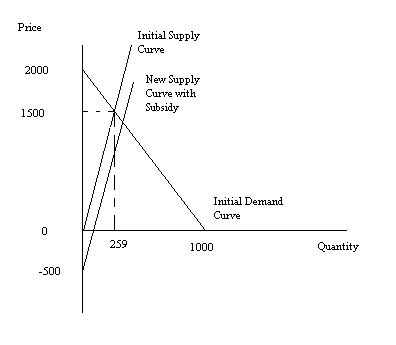 Price
Initial Supply
Curve
2000
New Supply
Curve with
Subsidy
1500
Initial Demand
Curve
0
259
1000
Quantity
-500